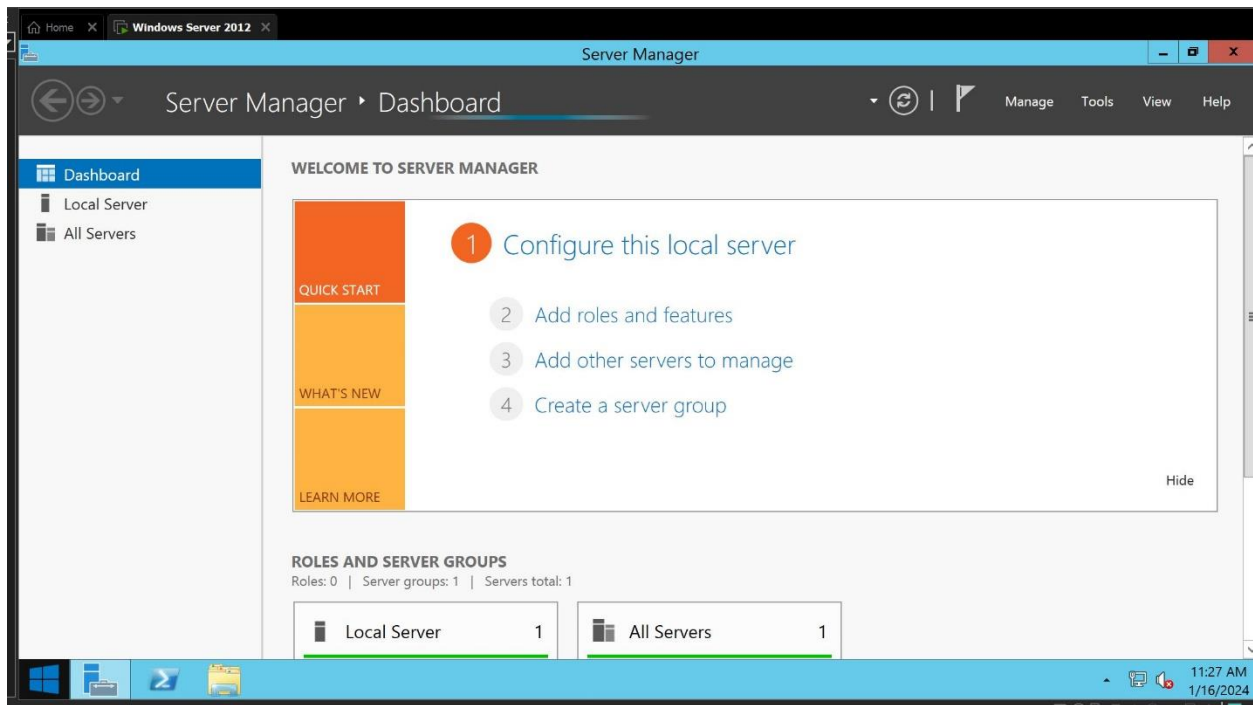 Home Windows Server 2012
Server Manager
Server Manager Dashboard
Manage Tools View Help
Dashboard
Local Server
All Servers
WELCOME TO SERVER MANAGER
QUICK START
WHAT'S NEW
LEARN MORE
1 Configure this local server
2 Add roles and features
3 Add other servers to manage
4 Create a server group
Hide
ROLES AND SERVER GROUPS
Roles: 0 | Server groups: 1 | Servers total: 1
Local Server 1
All Servers 1
11:27 AM
1/16/2024